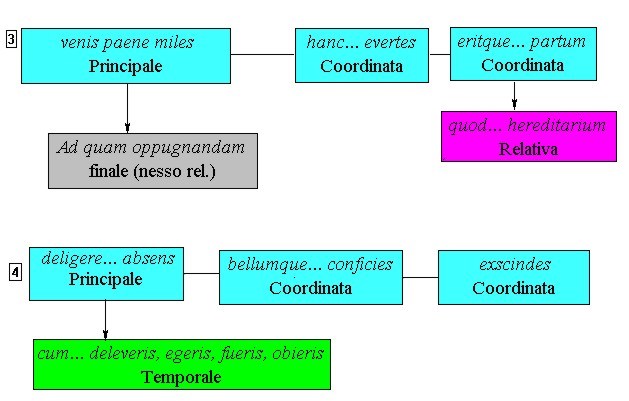 3
venis paene miles
Principale
hanc... evertes
Coordinata
eritque... partum
Coordinata
Ad quam oppugnandam
finale (nesso rel.)
quod... hereditarium
Relativa
4
deligere... absens
Principale
bellumque... conficies
Coordinata
exscindes
Coordinata
cum... deleveris, egeris, fueris, obieris
Temporale